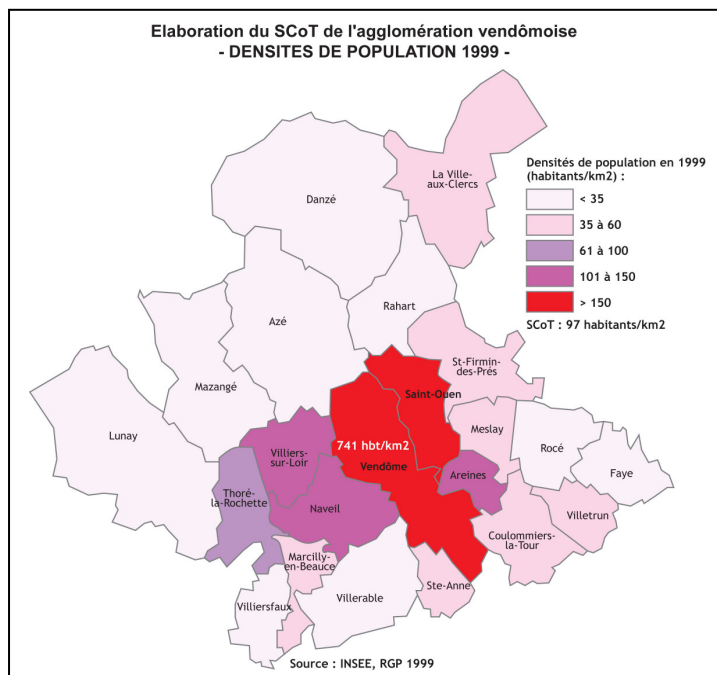 Elaboration du SCoT de l'agglomération vendômoise
- DENSITES DE POPULATION 1999 -
Densités de population en 1999
(habitants/km2) :
< 35
35 à 60
61 à 100
101 à 150
> 150
SCoT : 97 habitants/km2
La Ville-
aux-Clercs
Danzé
Rahart
Azé
St-Firmin-
des-Prés
Mazangé
Saint-Ouen
Lunay
Meslay
Rocé
Faye
741 hbt/km2
Vendôme
Villiers-
sur-Loir
Areines
Thoré-
la-Rochette
Naveil
Villetrun
Coulommiers-
la-Tour
Marcilly-
en-Beauce
Ste-Anne
Villiersfaux
Villerable
Source : INSEE, RGP 1999